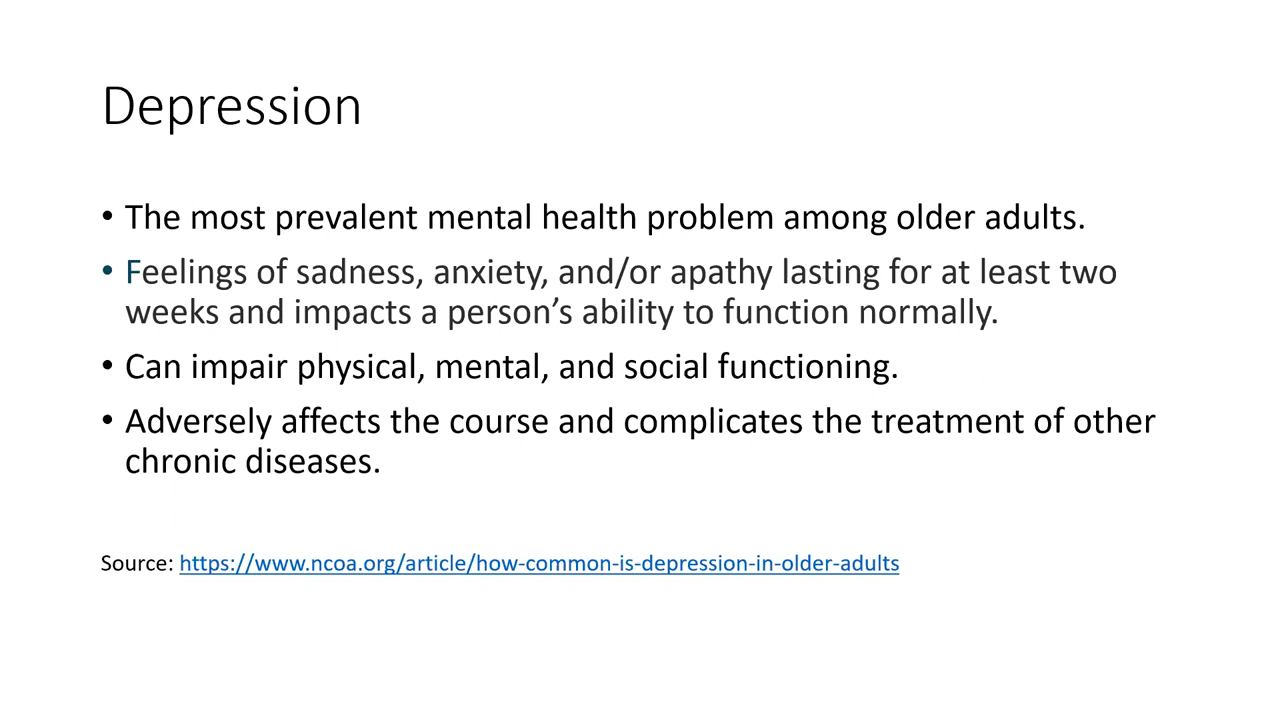 Depression
• The most prevalent mental health problem among older adults.
• Feelings of sadness, anxiety, and/or apathy lasting for at least two
weeks and impacts a person’s ability to function normally.
• Can impair physical, mental, and social functioning.
• Adversely affects the course and complicates the treatment of other
chronic diseases.
Source: https://www.ncoa.org/article/how-common-is-depression-in-older-adults